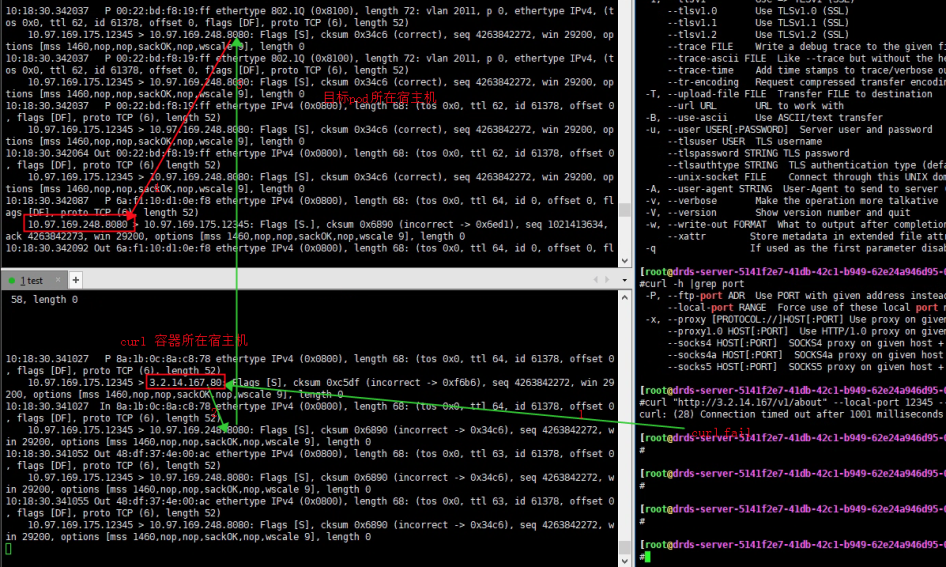 10:18:30.342037   P 00:22:bd:f8:19:ff ethertype 802.1Q (0x8100), length 72: vlan 2011, p 0, ethertype IPv4, (t
os 0x0, ttl 62, id 61378, offset 0, flags [DF], proto TCP (6), length 52)
10.97.169.175.12345 > 10.97.169.248.8080: Flags [S], cksum 0x34c6 (correct), seq 4263842272, win 29200, op
tions [mss 1460,nop,nop,sackOK,nop,wscale 9], length 0
10:18:30.342037   P 00:22:bd:f8:19:ff ethertype 802.1Q (0x8100), length 72: vlan 2011, p 0, ethertype IPv4, (t
os 0x0, ttl 62, id 61378, offset 0, flags [DF], proto TCP (6), length 52)
10.97.169.175.12345 > 10.97.169.248.8080: Flags [S], cksum 0x34c6 (correct), seq 4263842272, win 29200, op
tions [mss 1460,nop,nop,sackOK,nop,wscale 9], length 0
目标pod所在宿主机
10:18:30.342037   P 00:22:bd:f8:19:ff ethertype IPv4 (0x0800), length 68: (tos 0x0, ttl 62, id 61378, offset 0
, flags [DF], proto TCP (6), length 52)
10.97.169.175.12345 > 10.97.169.248.8080: Flags [S], cksum 0x34c6 (correct), seq 4263842272, win 29200, op
tions [mss 1460,nop,nop,sackOK,nop,wscale 9], length 0
10:18:30.342064 Out 00:22:bd:f8:19:ff ethertype IPv4 (0x0800), length 68: (tos 0x0, ttl 62, id 61378, offset 0
, flags [DF], proto TCP (6), length 52)
10.97.169.175.12345 > 10.97.169.248.8080: Flags [S], cksum 0x34c6 (correct), seq 4263842272, win 29200, op
tions [mss 1460,nop,nop,sackOK,nop,wscale 9], length 0
10:18:30.342087   P 6a:f1:10:d1:0e:f8 ethertype IPv4 (0x0800), length 68: (tos 0x0, ttl 64, id 0, offset 0, fl
ags [DF], proto TCP (6), length 52)
10.97.169.248.8080 > 10.97.169.175.12345: Flags [S.], cksum 0x6890 (incorrect -> 0x6ed1), seq 1021413634,
ack 4263842273, win 29200, options [mss 1460,nop,nop,sackOK,nop,wscale 9], length 0
10:18:30.342092 Out 6a:f1:10:d1:0e:f8 ethertype IPv4 (0x0800), length 68: (tos 0x0, ttl 64, id 0, offset 0, fl
1 test
58, length 0
curl 容器所在宿主机
10:18:30.341027   P 8a:1b:0c:8a:c8:78 ethertype IPv4 (0x0800), length 68: (tos 0x0, ttl 64, id 61378, offset 0
, flags [DF], proto TCP (6), length 52)
10.97.169.175.12345 > 3.2.14.167.80: Flags [S], cksum 0xc5df (incorrect -> 0xf6b6), seq 4263842272, win 29
200, options [mss 1460,nop,nop,sackOK,nop,wscale 9], length 0
10:18:30.341027  In 8a:1b:0c:8a:c8:78 ethertype IPv4 (0x0800), length 68: (tos 0x0, ttl 64, id 61378, offset 0
, flags [DF], proto TCP (6), length 52)
2
10.97.169.175.12345 > 10.97.169.248.8080: Flags [S], cksum 0x6890 (incorrect -> 0x34c6), seq 4263842272, w
in 29200, options [mss 1460,nop,nop,sackOK,nop,wscale 9], length 0
10:18:30.341052 Out 48:df:37:4e:00:ac ethertype IPv4 (0x0800), length 68: (tos 0x0, ttl 63, id 61378, offset 0
, flags [DF], proto TCP (6), length 52)
10.97.169.175.12345 > 10.97.169.248.8080: Flags [S], cksum 0x6890 (incorrect -> 0x34c6), seq 4263842272, w
in 29200, options [mss 1460,nop,nop,sackOK,nop,wscale 9], length 0
10:18:30.341055 Out 48:df:37:4e:00:ac ethertype IPv4 (0x0800), length 68: (tos 0x0, ttl 63, id 61378, offset 0
, flags [DF], proto TCP (6), length 52)
10.97.169.175.12345 > 10.97.169.248.8080: Flags [S], cksum 0x6890 (incorrect -> 0x34c6), seq 4263842272, w
in 29200, options [mss 1460,nop,nop,sackOK,nop,wscale 9], length 0
--tlsv1.0       Use TLSv1.0 (SSL)
--tlsv1.1       Use TLSv1.1 (SSL)
--tlsv1.2       Use TLSv1.2 (SSL)
--trace FILE    Write a debug trace to the given fi
--trace-ascii FILE  Like --trace but without the he
--trace-time    Add time stamps to trace/verbose ou
--tr-encoding   Request compressed transfer encodin
-T, --upload-file FILE  Transfer FILE to destination
--url URL       URL to work with
-B, --use-ascii     Use ASCII/text transfer
-u, --user USER[:PASSWORD]  Server user and password
--tlsuser USER  TLS username
--tlspassword STRING TLS password
--tlsauthtype STRING  TLS authentication type (defa
--unix-socket FILE    Connect through this UNIX dom
-A, --user-agent STRING  User-Agent to send to server (
-v, --verbose       Make the operation more talkative
-V, --version       Show version number and quit
-w, --write-out FORMAT  What to output after completion
--xattr        Store metadata in extended file attr
-q              If used as the first parameter disab
[root@drds-server-5141f2e7-41db-42c1-b949-62e24a946d95-0
#curl -h |grep port
-P, --ftp-port ADR  Use PORT with given address instead
--local-port RANGE  Force use of these local port n
-x, --proxy [PROTOCOL://]HOST[:PORT] Use proxy on given
--proxy1.0 HOST[:PORT]  Use HTTP/1.0 proxy on given
--socks4 HOST[:PORT]  SOCKS4 proxy on given host +
--socks4a HOST[:PORT]  SOCKS4a proxy on given host
--socks5 HOST[:PORT]  SOCKS5 proxy on given host +
[root@drds-server-5141f2e7-41db-42c1-b949-62e24a946d95-0
#curl "http://3.2.14.167/v1/about" --local-port 12345 --
curl: (28) Connection timed out after 1001 milliseconds
curl fail
[root@drds-server-5141f2e7-41db-42c1-b949-62e24a946d95-0
#
[root@drds-server-5141f2e7-41db-42c1-b949-62e24a946d95-0
#
[root@drds-server-5141f2e7-41db-42c1-b949-62e24a946d95-0
#
[root@drds-server-5141f2e7-41db-42c1-b949-62e24a946d95-0
#